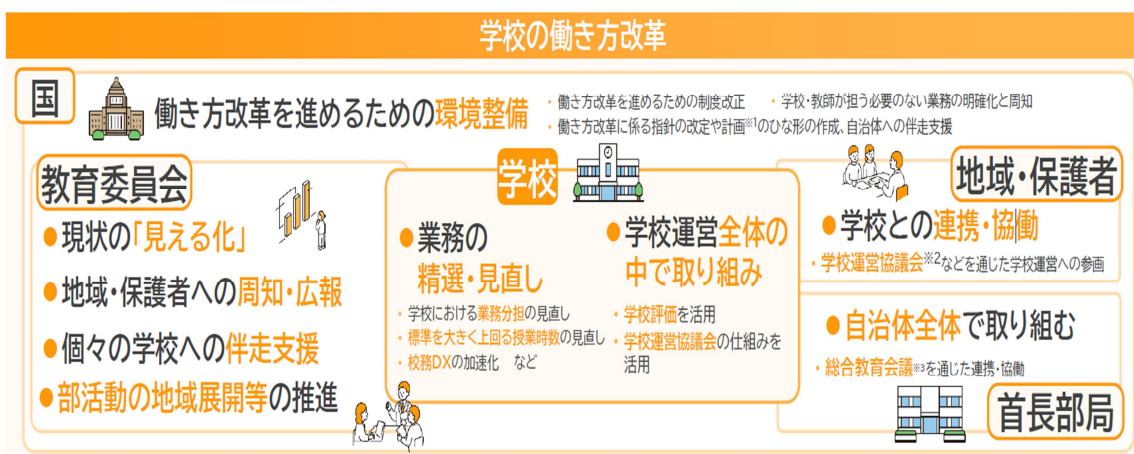 学校の働き方改革
国
働き方改革を進めるための環境整備
・働き方改革を進めるための制度改正 ・学校・教師が担う必要のない業務の明確化と周知
・働き方改革に係る指針の改定や計画※1のひな形の作成、自治体への伴走支援
教育委員会
●現状の「見える化」
●地域・保護者への周知・広報
●個々の学校への伴走支援
●部活動の地域展開等の推進
学校
●業務の
精選・見直し
・学校における業務分担の見直し
・標準を大きく上回る授業時数の見直し
・校務DXの加速化 など
●学校運営全体の
中で取り組み
・学校評価を活用
・学校運営協議会の仕組みを
活用
地域・保護者
●学校との連携・協働
・学校運営協議会※2などを通じた学校運営への参画
●自治体全体で取り組む
・総合教育会議※3を通じた連携・協働
首長部局